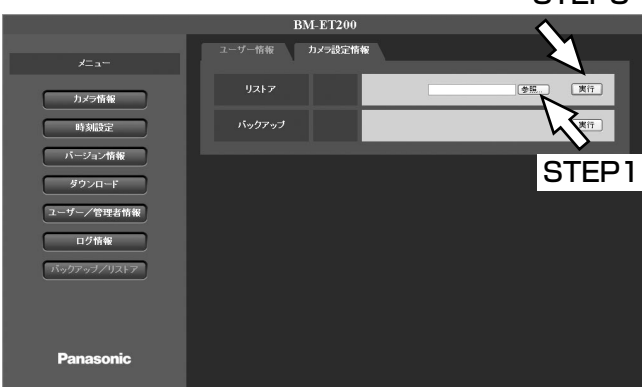 BM-ET200
メニュー
ユーザー情報
カメラ設定情報
カメラ情報
時刻設定
バージョン情報
ダウンロード
ユーザー／管理者情報
ログ情報
バックアップ／リストア
リストア
参照...
実行
バックアップ
実行
STEP1
Panasonic